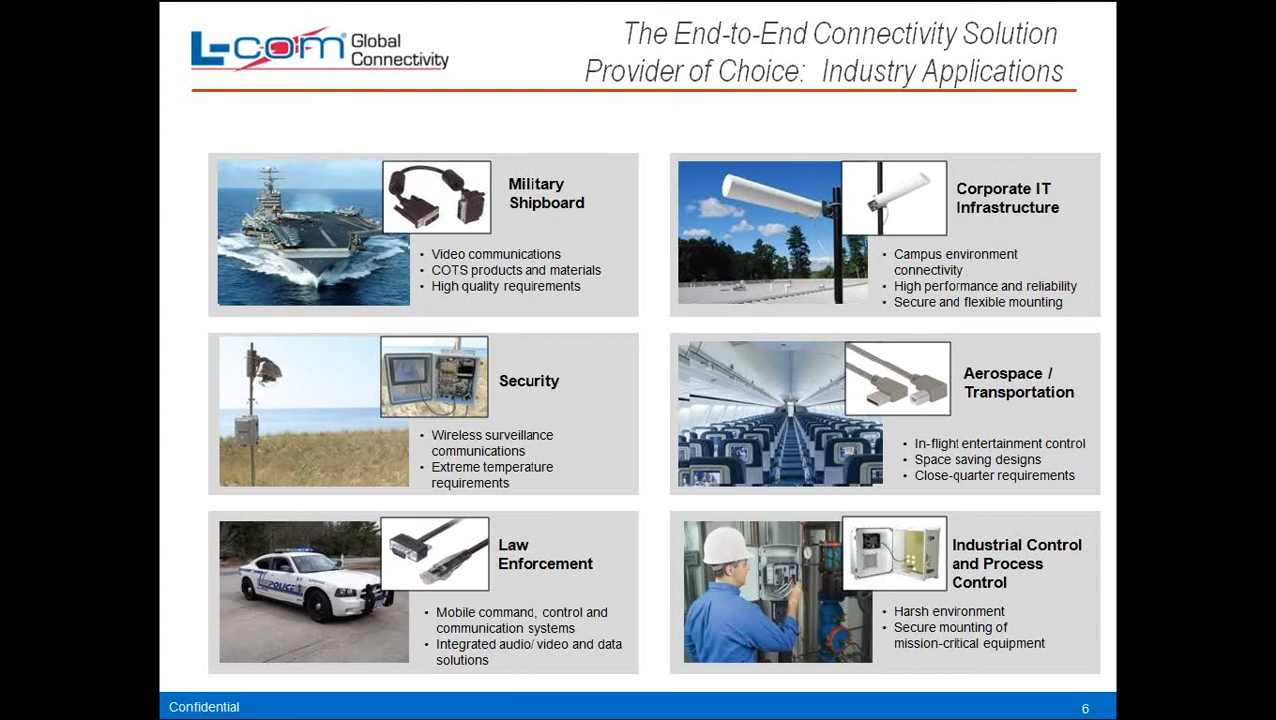 L-com® Global
Connectivity
The End-to-End Connectivity Solution
Provider of Choice: Industry Applications
Military
Shipboard
• Video communications
• COTS products and materials
• High quality requirements
Corporate IT
Infrastructure
• Campus environment
connectivity
• High performance and reliability
• Secure and flexible mounting
Security
• Wireless surveillance
communications
• Extreme temperature
requirements
Aerospace /
Transportation
• In-flight entertainment control
• Space saving designs
• Close-quarter requirements
Law
Enforcement
• Mobile command, control and
communication systems
• Integrated audio/ video and data
solutions
POLICE
Industrial Control
and Process
Control
• Harsh environment
• Secure mounting of
mission-critical equipment
Confidential
6